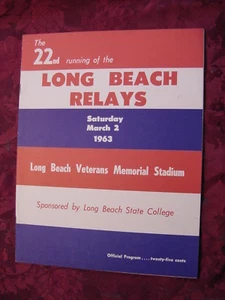 The
22nd running of the
LONG BEACH
RELAYS
Saturday
March 2
1963
Long Beach Veterans Memorial Stadium
Sponsored by Long Beach State College
Official Program....twenty-five cents